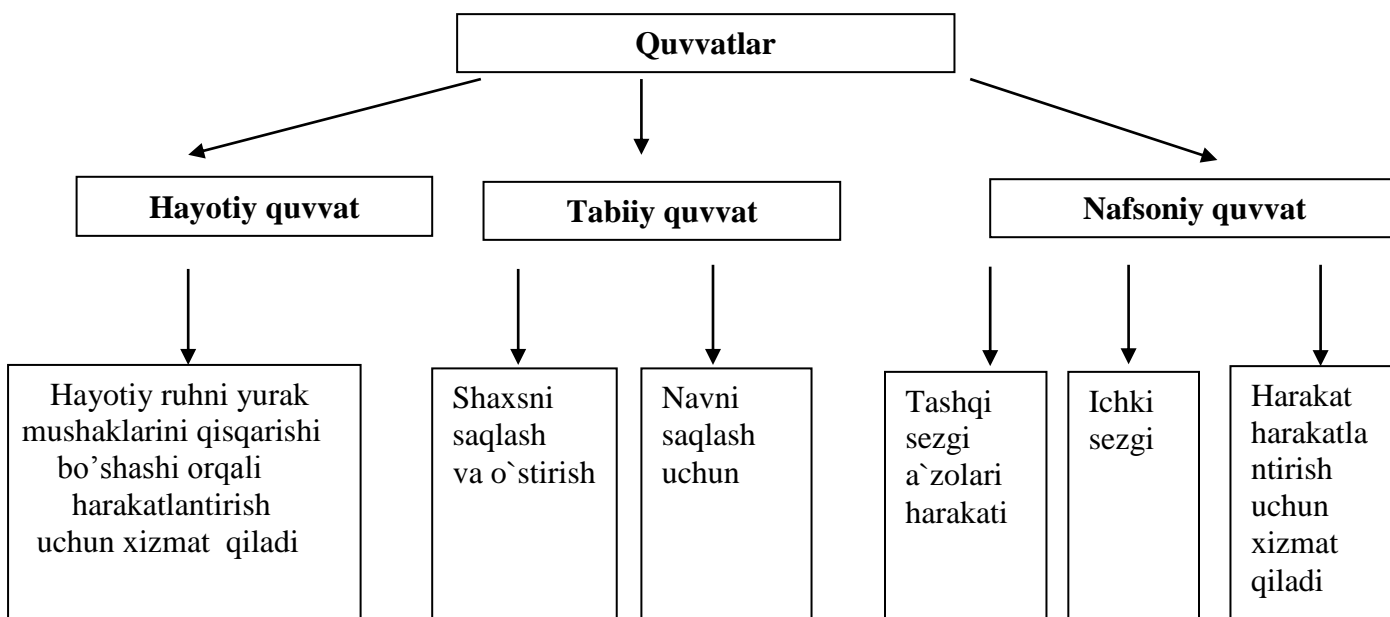 Quvvatlar
Hayotiy quvvat
Tabiiy quvvat
Nafsoniy quvvat
Hayotiy ruhni yurak
mushaklarini qisqarishi
bo’shashi orqali
harakatlantirish
uchun xizmat qiladi
Shaxsni
saqlash
va o`stirish
Navni
saqlash
uchun
Tashqi
sezgi
a`zolari
harakati
Ichki
sezgi
Harakat
harakatla
ntirish
uchun
xizmat
qiladi